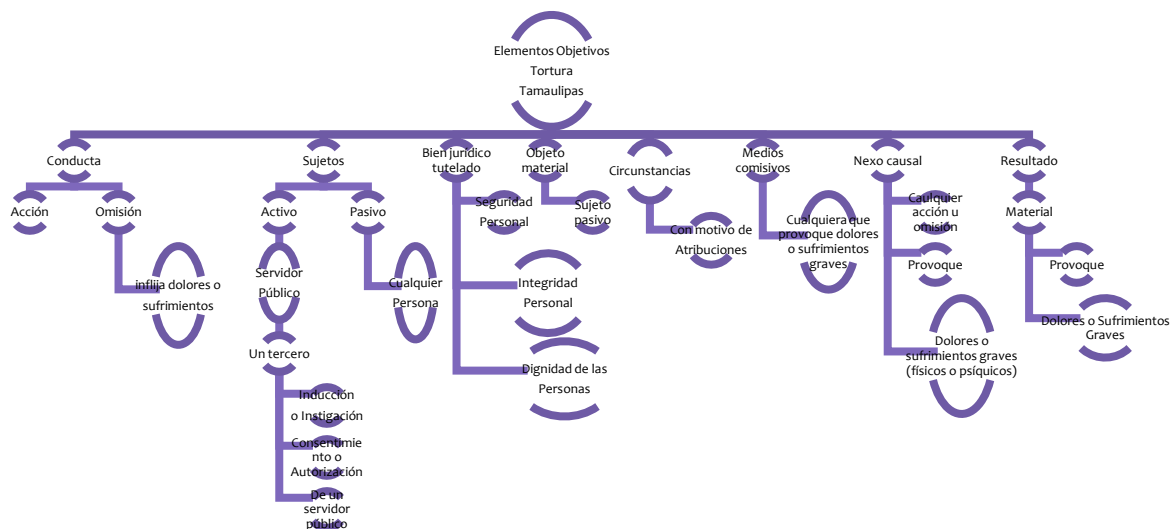 Elementos Objetivos
Tortura
Tamaulipas
Conducta
Acción
Omisión
inflija dolores o
sufrimientos
Sujetos
Activo
Servidor
Público
Un tercero
Inducción
o Instigación
Consentimie
nto o
Autorización
De un
servidor
público
Pasivo
Cualquier
Persona
Bien jurídico
tutelado
Seguridad
Personal
Integridad
Personal
Dignidad de las
Personas
Objeto
material
Sujeto
pasivo
Circunstancias
Con motivo de
Atribuciones
Medios
comisivos
Cualquiera que
provoque dolores
o sufrimientos
graves
Nexo causal
Caulquier
acción u
omisión
Provoque
Dolores o
sufrimientos graves
(físicos o psíquicos)
Resultado
Material
Provoque
Dolores o Sufrimientos
Graves